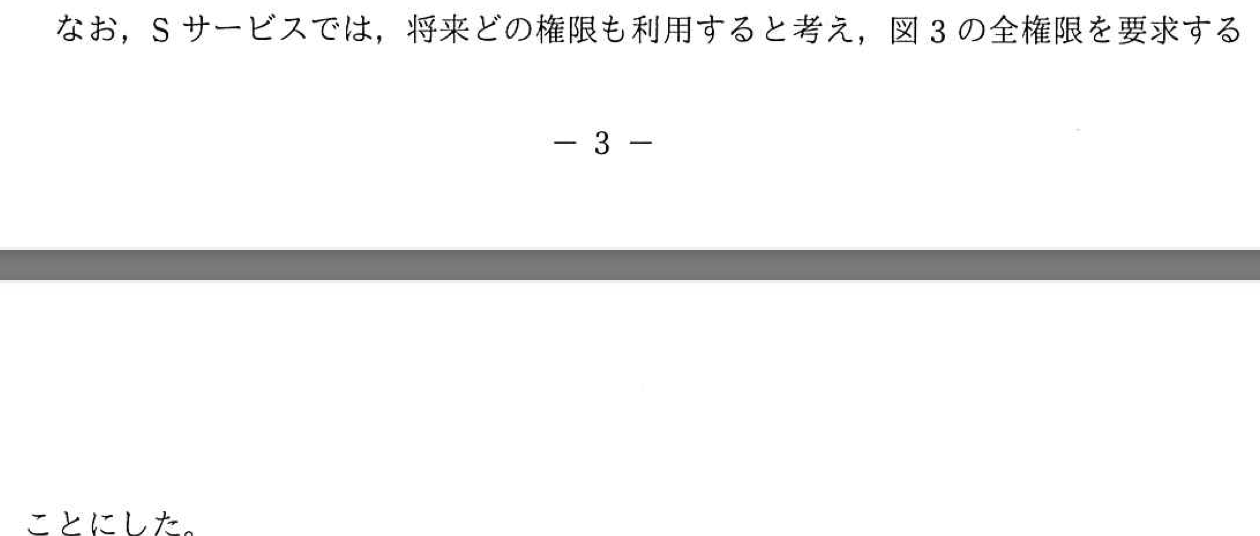 なお，S サービスでは，将来どの権限も利用すると考え，図 3 の全権限を要求する
－ 3 －
ことにした。